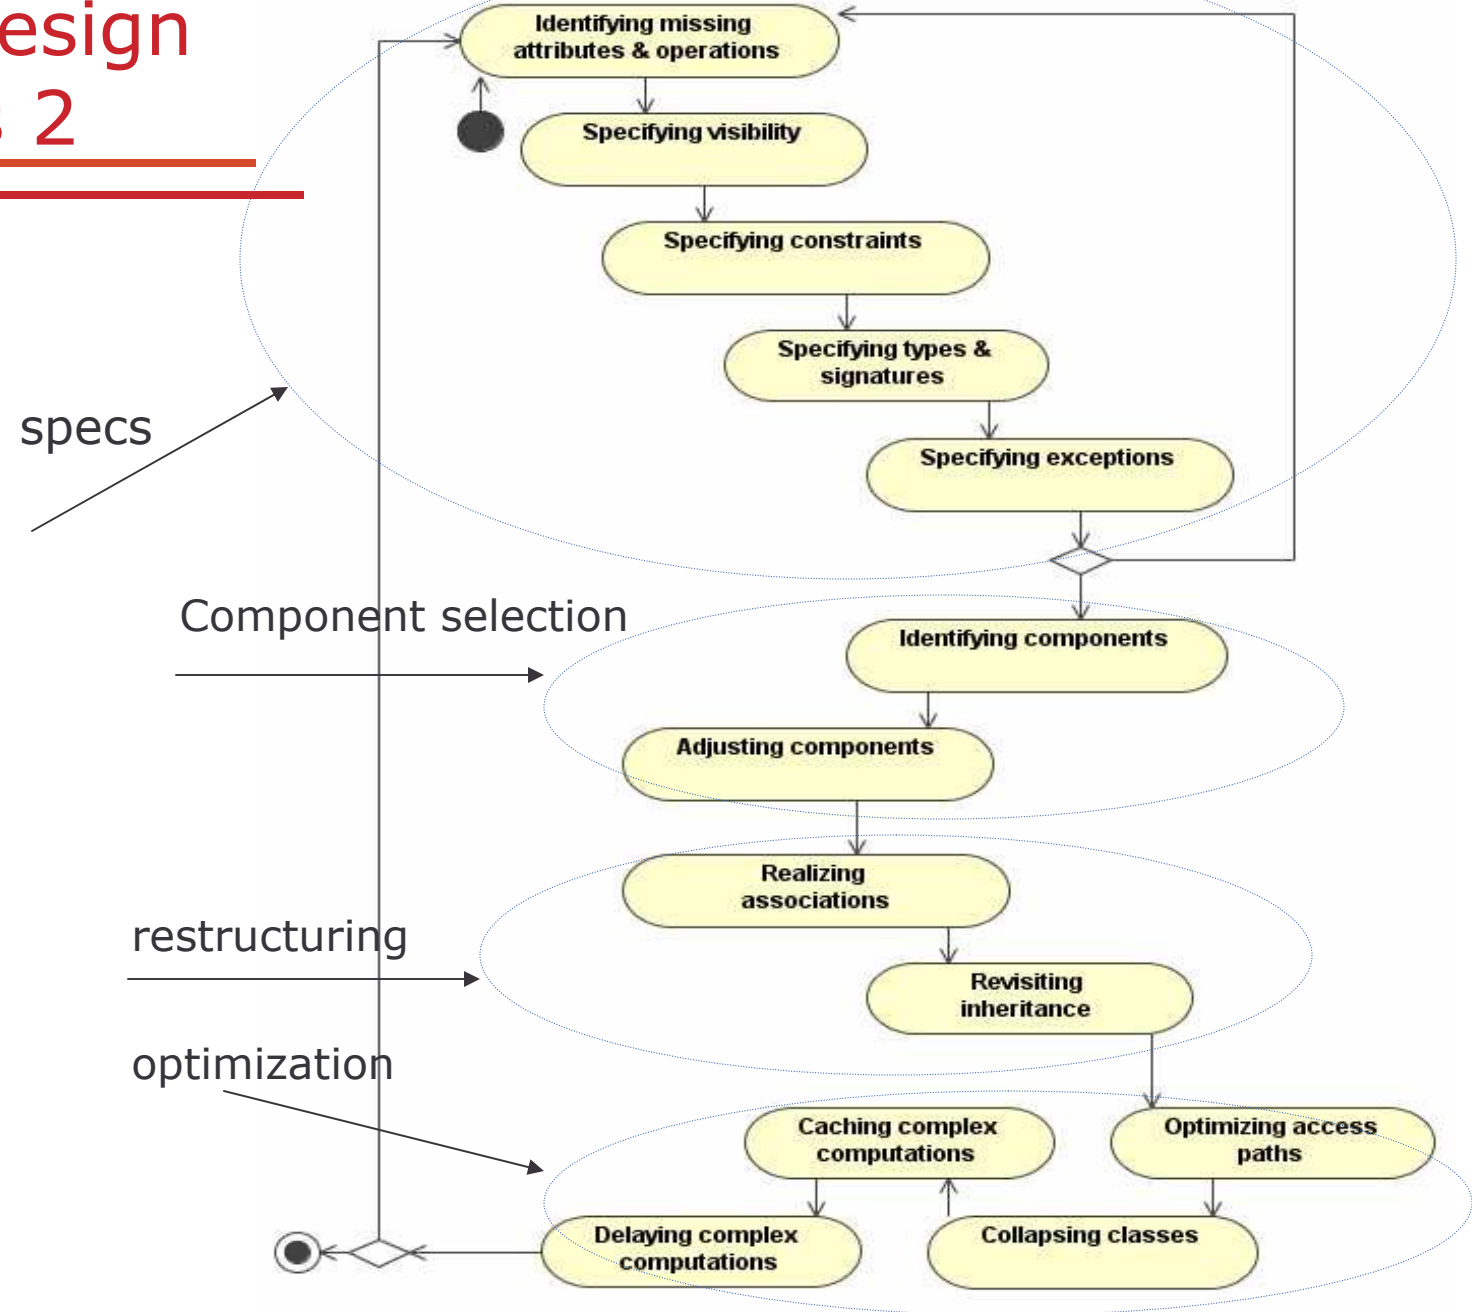 esign
s 2
Identifying missing
attributes & operations
Specifying visibility
Specifying constraints
Specifying types &
signatures
specs
Specifying exceptions
Component selection
Identifying components
Adjusting components
Realizing
associations
restructuring
Revisiting
inheritance
optimization
Caching complex
computations
Optimizing access
paths
Delaying complex
computations
Collapsing classes